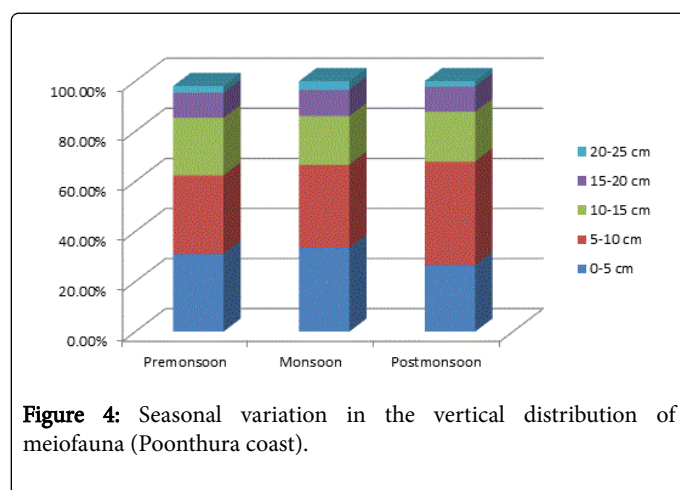 100.00%
80.00%
60.00%
40.00%
20.00%
0.00%
Premonsoon Monsoon Postmonsoon
20-25 cm
15-20 cm
10-15 cm
5-10 cm
0-5 cm
Figure 4: Seasonal variation in the vertical distribution of
meiofauna (Poonthura coast).